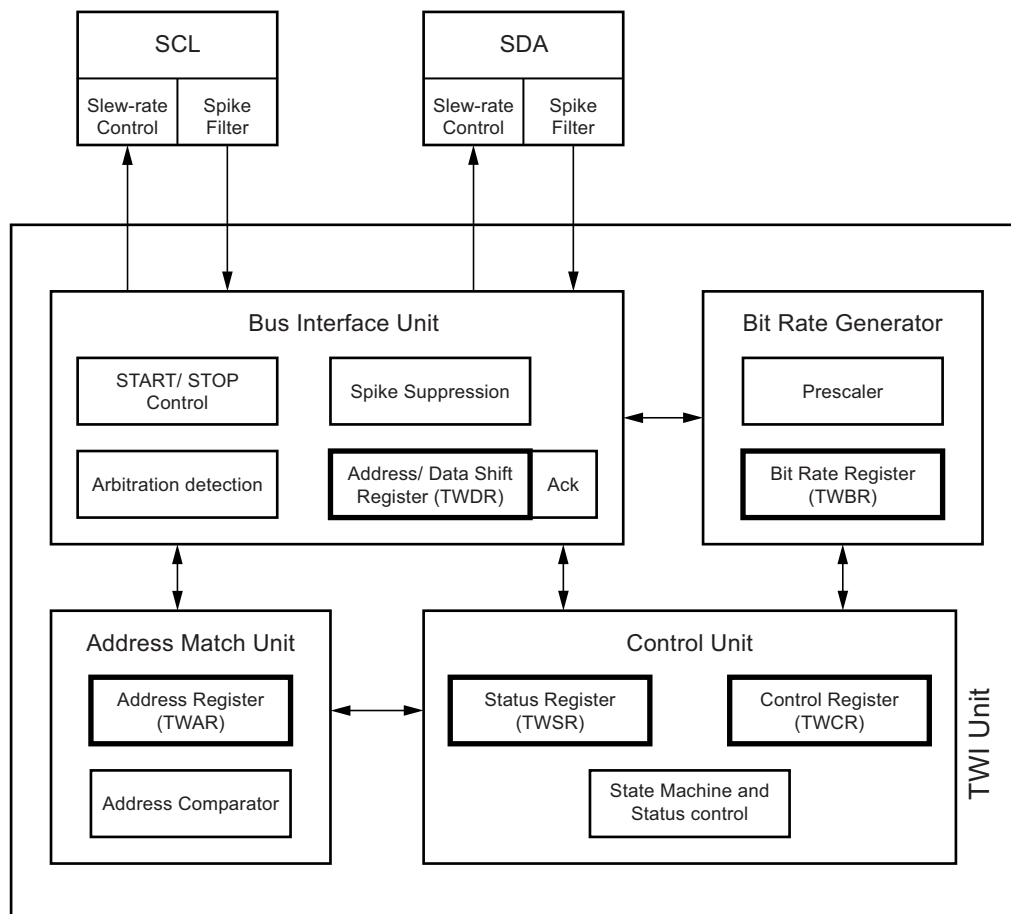 SCL
Slew-rate
Control
Spike
Filter
SDA
Slew-rate
Control
Spike
Filter
Bus Interface Unit
START/ STOP
Control
Spike Suppression
Arbitration detection
Address/ Data Shift
Register (TWDR)
Ack
Bit Rate Generator
Prescaler
Bit Rate Register
(TWBR)
Address Match Unit
Address Register
(TWAR)
Address Comparator
Control Unit
Status Register
(TWSR)
Control Register
(TWCR)
State Machine and
Status control
TWI Unit